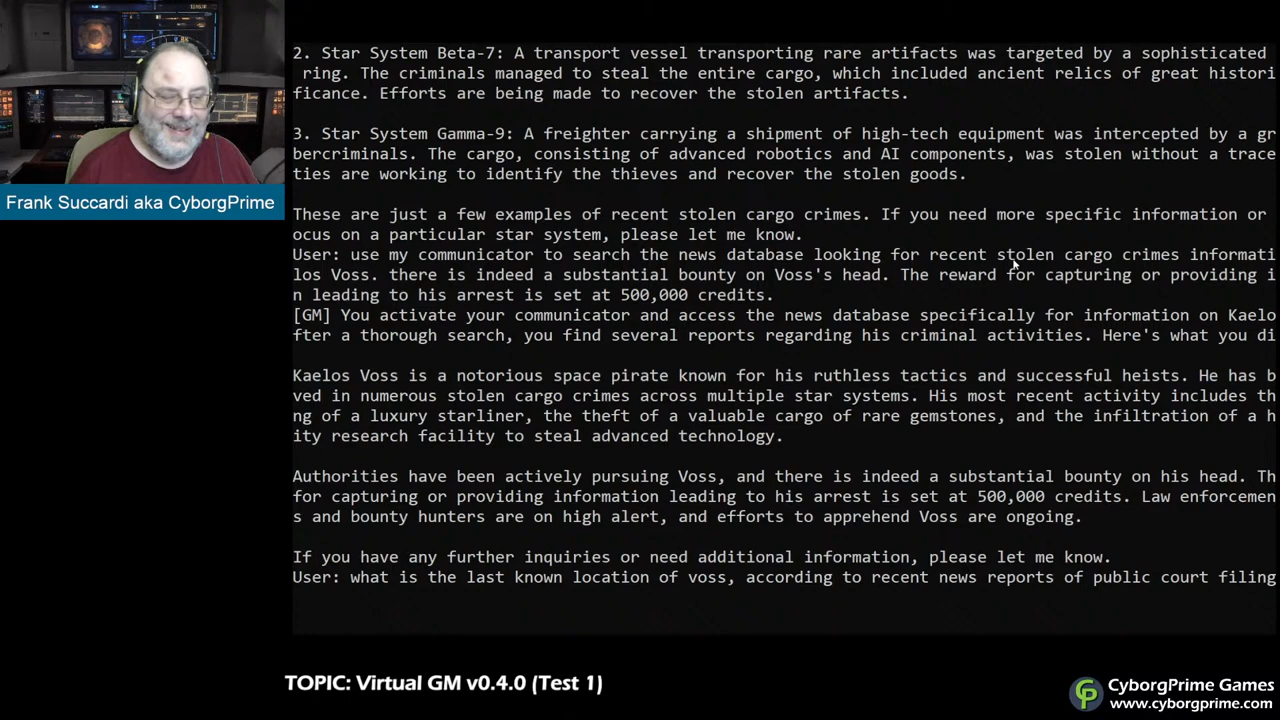 2. Star System Beta-7: A transport vessel transporting rare artifacts was targeted by a sophisticated
ring. The criminals managed to steal the entire cargo, which included ancient relics of great histori
ficance. Efforts are being made to recover the stolen artifacts.
3. Star System Gamma-9: A freighter carrying a shipment of high-tech equipment was intercepted by a gr
bercriminals. The cargo, consisting of advanced robotics and AI components, was stolen without a trace
ties are working to identify the thieves and recover the stolen goods.
Frank Succardi aka CyborgPrime
These are just a few examples of recent stolen cargo crimes. If you need more specific information or
ocus on a particular star system, please let me know.
User: use my communicator to search the news database looking for recent stolen cargo crimes informati
los Voss. there is indeed a substantial bounty on Voss's head. The reward for capturing or providing i
n leading to his arrest is set at 500,000 credits.
[GM] You activate your communicator and access the news database specifically for information on Kaelo
fter a thorough search, you find several reports regarding his criminal activities. Here's what you di
Kaelos Voss is a notorious space pirate known for his ruthless tactics and successful heists. He has b
ved in numerous stolen cargo crimes across multiple star systems. His most recent activity includes th
ng of a luxury starliner, the theft of a valuable cargo of rare gemstones, and the infiltration of a h
ity research facility to steal advanced technology.
Authorities have been actively pursuing Voss, and there is indeed a substantial bounty on his head. Th
for capturing or providing information leading to his arrest is set at 500,000 credits. Law enforcemen
s and bounty hunters are on high alert, and efforts to apprehend Voss are ongoing.
If you have any further inquiries or need additional information, please let me know.
User: what is the last known location of voss, according to recent news reports of public court filing
TOPIC: Virtual GM v0.4.0 (Test 1)
CyborgPrime Games
www.cyborgprime.com